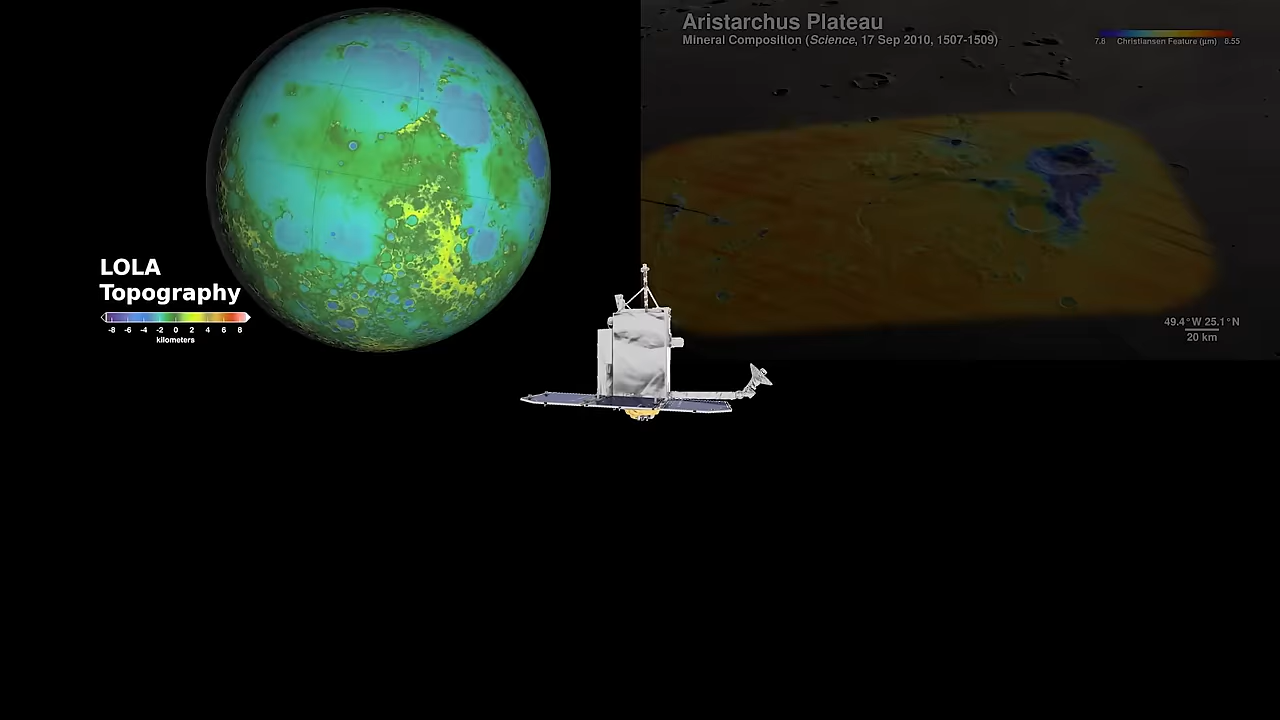 Aristarchus Plateau
Mineral Composition (Science, 17 Sep 2010, 1507-1509)
7.8 Christiansen Feature (μm) 8.55
LOLA
Topography
-8 -6 -4 -2 0 2 4 6 8
kilometers
49.4°W 25.1°N
20 km